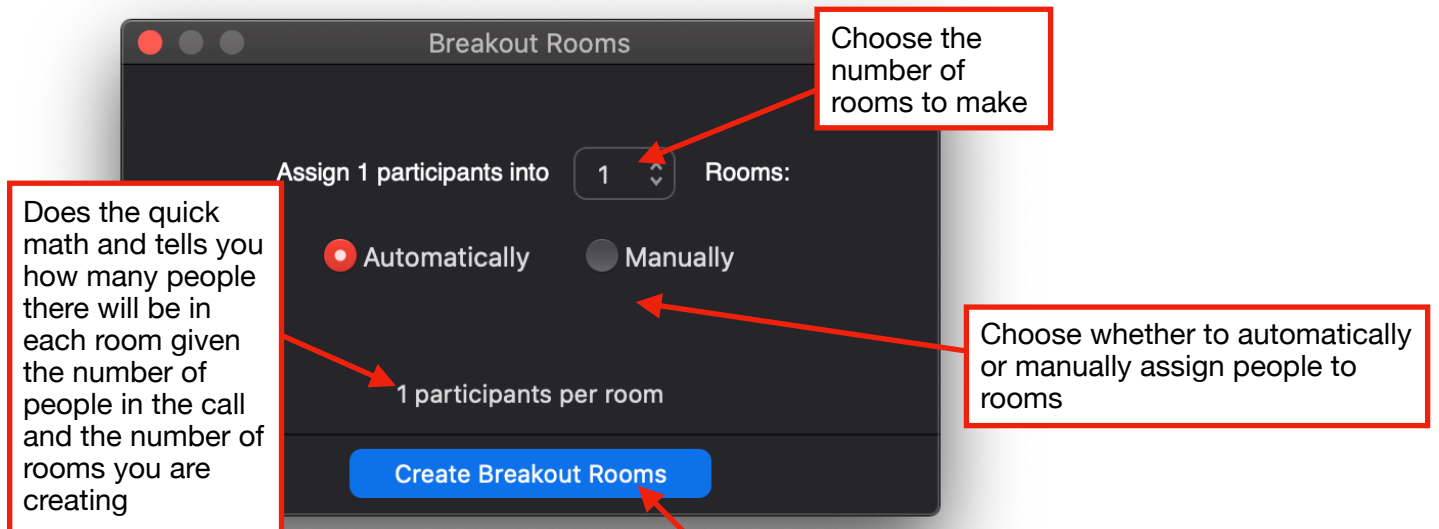 Breakout Rooms
Choose the
number of
rooms to make
Assign 1 participants into 1 Rooms:
Does the quick
math and tells you
how many people
there will be in
each room given
the number of
people in the call
and the number of
rooms you are
creating
Automatically Manually
Choose whether to automatically
or manually assign people to
rooms
1 participants per room
Create Breakout Rooms